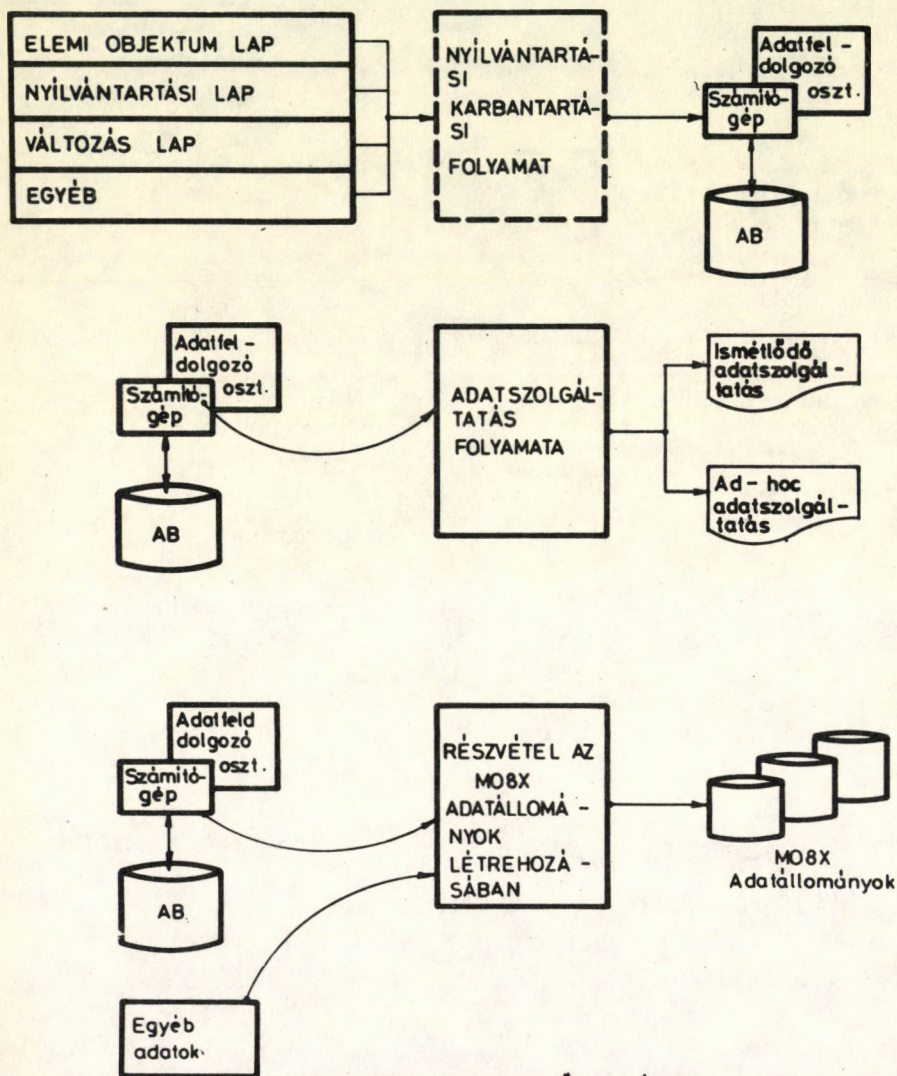 ELEMI OBJEKTUM LAP
NYÍLVÁNTARTÁSI LAP
VÁLTOZÁS LAP
EGYÉB
NYÍLVÁNTARTÁ-
SI
KARBANTARTÁ-
SI
FOLYAMAT
Adatfel-
dolgozó
oszt.
Számító-
gép
AB
Adatfel-
dolgozó
oszt.
Számító-
gép
AB
ADATSZOLGÁL-
TATÁS
FOLYAMATA
Ismétlődő
adatszolgál-
tatás
Ad-hoc
adatszolgál-
tatás
Adatfeld
dolgozó
oszt.
Számító-
gép
AB
Egyéb
adatok
RÉSZVÉTEL AZ
MO8X
ADATÁLLOMÁ-
NYOK
LÉTREHOZÁ-
SÁBAN
MO8X
Adatállományok